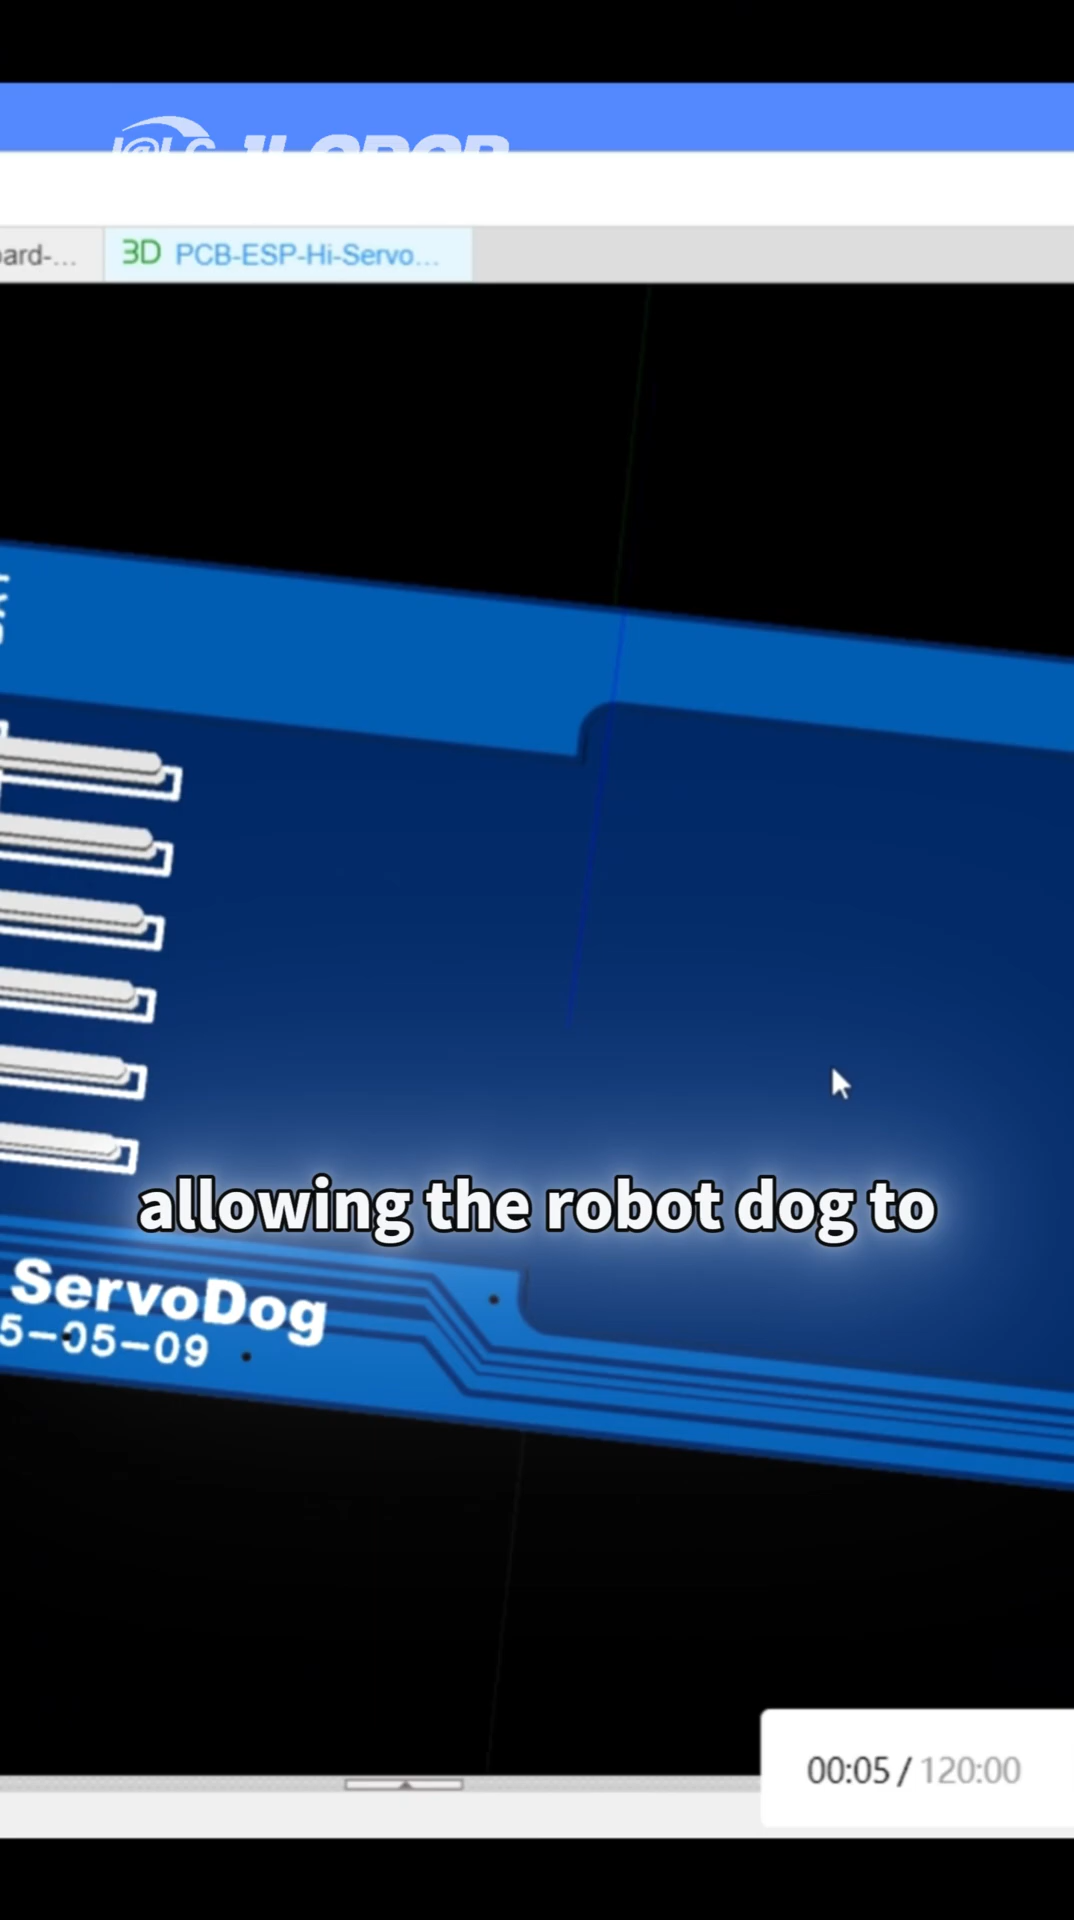 ard-...
3D PCB-ESP-Hi-Servo...
allowing the robot dog to
ServoDog
5-05-09
00:05 / 120:00